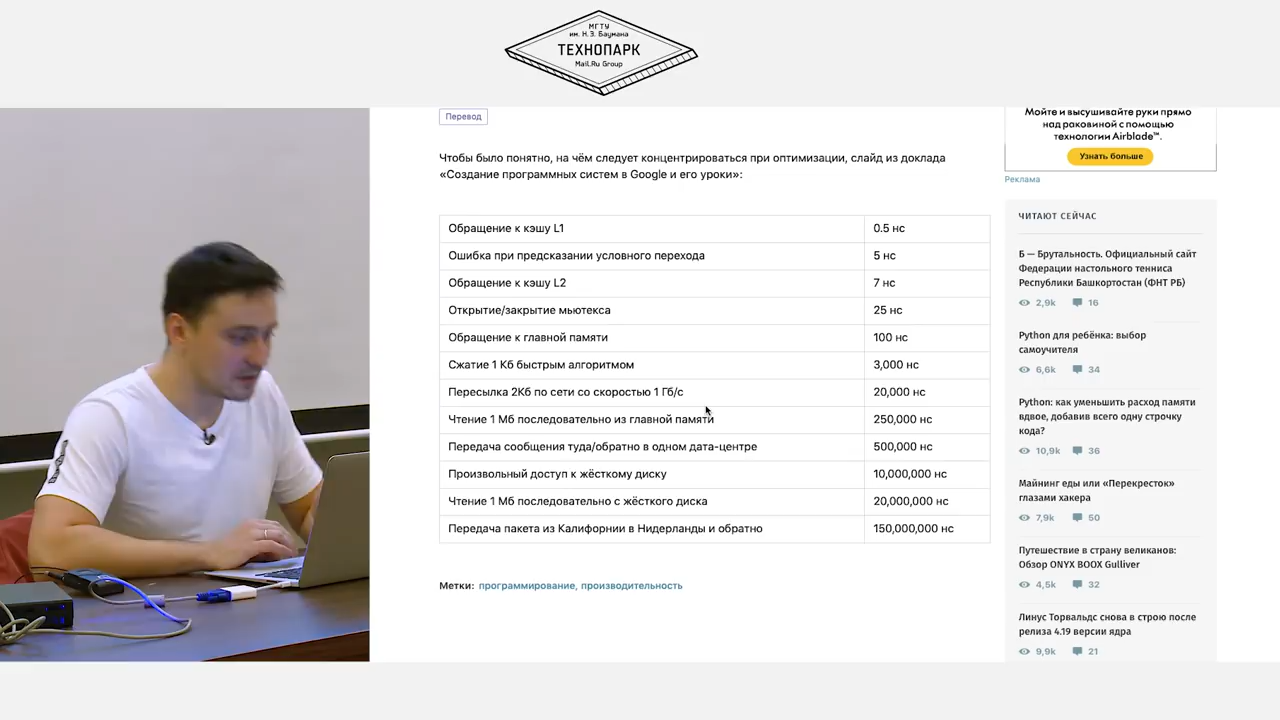 МГТУ
им. Н.Э. Баумана
ТЕХНОПАРК
Mail.Ru Group
Перевод
Чтобы было понятно, на чём следует концентрироваться при оптимизации, слайд из доклада
«Создание программных систем в Google и его уроки»:
Обращение к кэшу L1 0.5 нс
Ошибка при предсказании условного перехода 5 нс
Обращение к кэшу L2 7 нс
Открытие/закрытие мьютекса 25 нс
Обращение к главной памяти 100 нс
Сжатие 1 Кб быстрым алгоритмом 3,000 нс
Пересылка 2Кб по сети со скоростью 1 Гб/с 20,000 нс
Чтение 1 Мб последовательно из главной памяти 250,000 нс
Передача сообщения туда/обратно в одном дата-центре 500,000 нс
Произвольный доступ к жёсткому диску 10,000,000 нс
Чтение 1 Мб последовательно с жёсткого диска 20,000,000 нс
Передача пакета из Калифорнии в Нидерланды и обратно 150,000,000 нс
Метки: программирование, производительность
Мойте и высушивайте руки прямо
над раковиной с помощью
технологии Airblade™.
Узнать больше
Реклама
ЧИТАЮТ СЕЙЧАС
Б — Брутальность. Официальный сайт
Федерации настольного тенниса
Республики Башкортостан (ФНТ РБ)
2,9k 16
Python для ребёнка: выбор
самоучителя
6,6k 34
Python: как уменьшить расход памяти
вдвое, добавив всего одну строчку
кода?
10,9k 36
Майнинг еды или «Перекресток»
глазами хакера
7,9k 50
Путешествие в страну великанов:
Обзор ONYX BOOX Gulliver
4,5k 32
Линус Торвальдс снова в строю после
релиза 4.19 версии ядра
9,9k 21